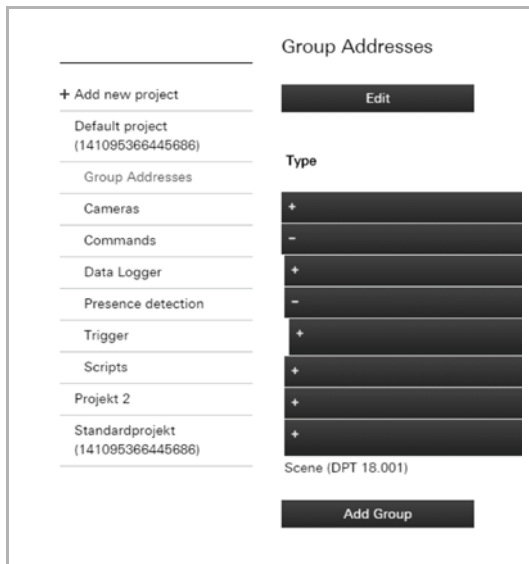 Group Addresses
+ Add new project
Edit
Default project
(141095366445686)
Type
Group Addresses
Cameras
+
Commands
-
Data Logger
+
Presence detection
-
Trigger
+
Scripts
+
Projekt 2
+
Standardprojekt
(141095366445686)
+
Scene (DPT 18.001)
Add Group